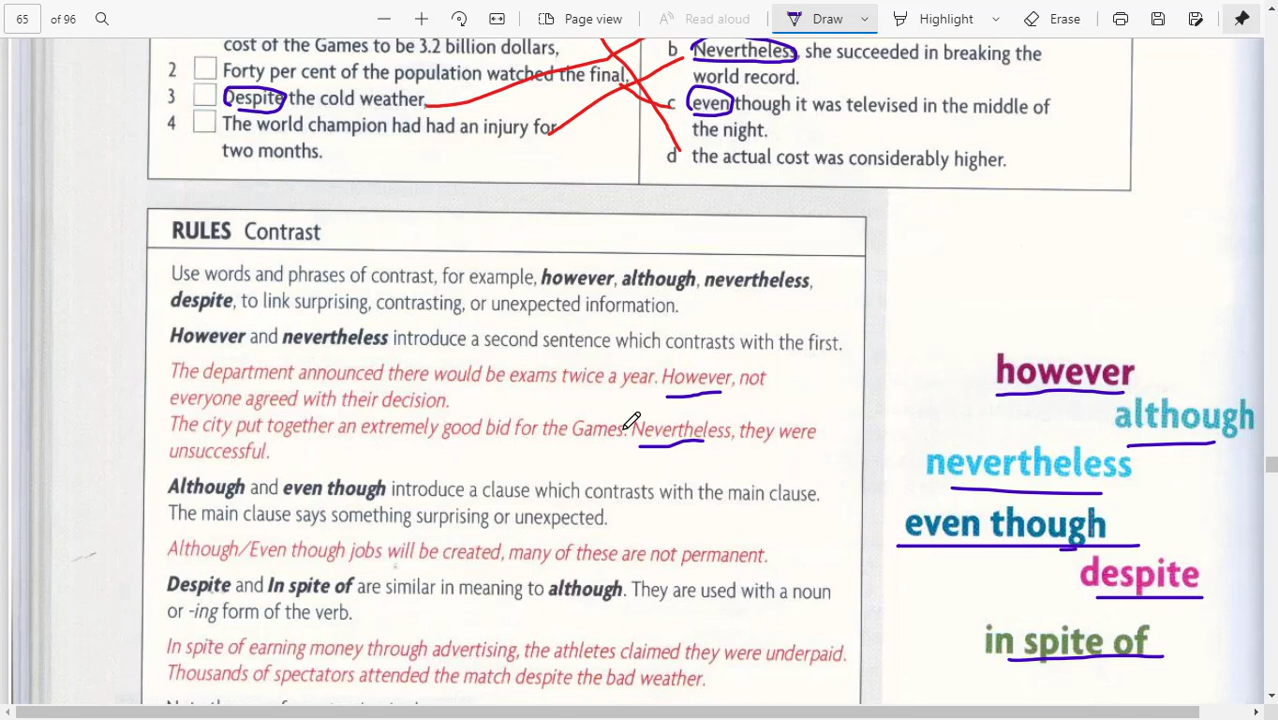 65 of 96 Page view Read aloud Draw Highlight Erase
cost of the Games to be 3.2 billion dollars,
2 Forty per cent of the population watched the final,
3 Despite the cold weather,
4 The world champion had had an injury for
two months.
b Nevertheless, she succeeded in breaking the
world record.
c even though it was televised in the middle of
the night.
d the actual cost was considerably higher.
RULES Contrast
Use words and phrases of contrast, for example, however, although, nevertheless,
despite, to link surprising, contrasting, or unexpected information.
However and nevertheless introduce a second sentence which contrasts with the first.
The department announced there would be exams twice a year. However, not
everyone agreed with their decision.
The city put together an extremely good bid for the Games. Nevertheless, they were
unsuccessful.
Although and even though introduce a clause which contrasts with the main clause.
The main clause says something surprising or unexpected.
Although/Even though jobs will be created, many of these are not permanent.
Despite and In spite of are similar in meaning to although. They are used with a noun
or -ing form of the verb.
In spite of earning money through advertising, the athletes claimed they were underpaid.
Thousands of spectators attended the match despite the bad weather.
however
although
nevertheless
even though
despite
in spite of